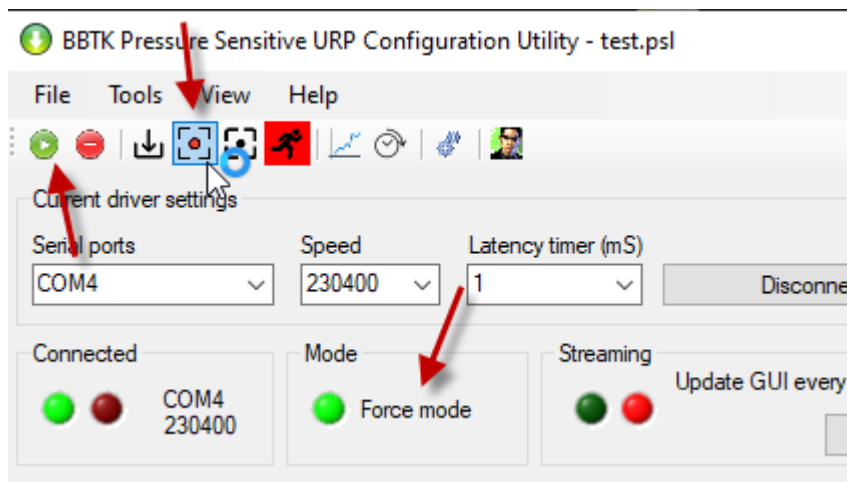 BBTK Pressure Sensitive URP Configuration Utility - test.psl
File Tools View Help
Current driver settings
Serial ports Speed Latency timer (mS)
COM4 230400 1 Disconne
Connected Mode Streaming
Update GUI every
COM4 Force mode
230400